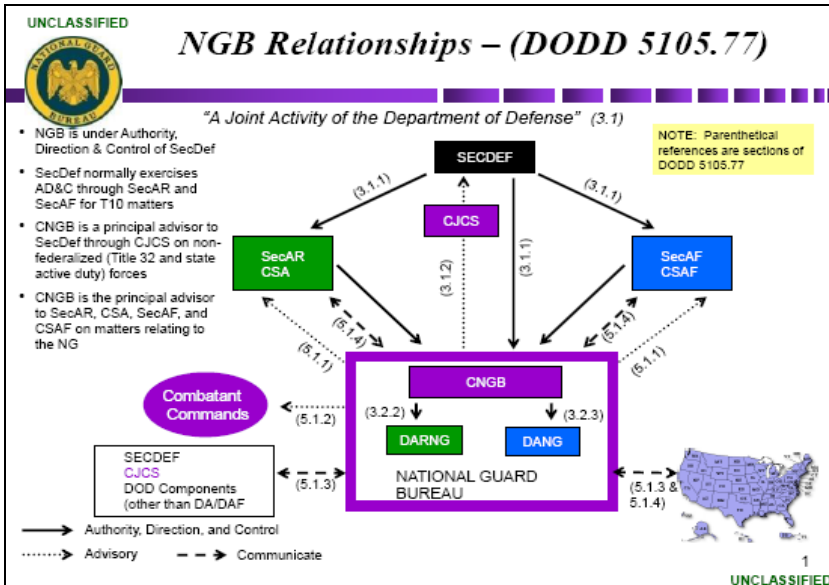 UNCLASSIFIED
NGB Relationships – (DODD 5105.77)
NATIONAL GUARD
BUREAU
"A Joint Activity of the Department of Defense" (3.1)
• NGB is under Authority,
Direction & Control of SecDef
• SecDef normally exercises
AD&C through SecAR and
SecAF for T10 matters
• CNGB is a principal advisor to
SecDef through CJCS on non-
federalized (Title 32 and state
active duty) forces
• CNGB is the principal advisor
to SecAR, CSA, SecAF, and
CSAF on matters relating to
the NG
NOTE: Parenthetical
references are sections of
DODD 5105.77
SECDEF
(3.1.1)
(3.1.1)
CJCS
(3.1.1)
(3.1.2)
SecAR
CSA
SecAF
CSAF
(5.1.4)
(5.1.1)
(5.1.4)
(5.1.1)
CNGB
(3.2.2)
(3.2.3)
DARNG
DANG
NATIONAL GUARD
BUREAU
Combatant
Commands
(5.1.2)
SECDEF
CJCS
DOD Components
(other than DA/DAF
(5.1.3)
(5.1.3 &
5.1.4)
Authority, Direction, and Control
Advisory
Communicate
1
UNCLASSIFIED